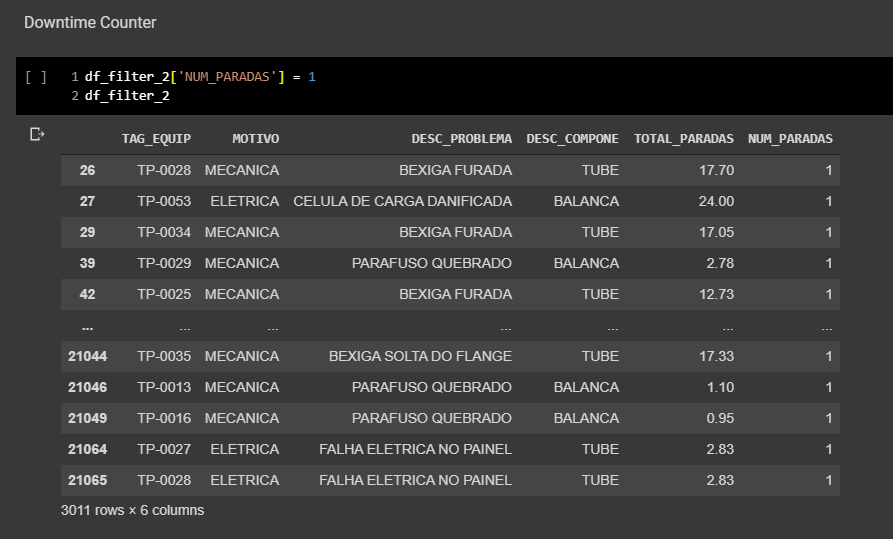 Downtime Counter
[ ] 1 df_filter_2['NUM_PARADAS'] = 1
2 df_filter_2
TAG_EQUIP MOTIVO DESC_PROBLEMA DESC_COMPONE TOTAL_PARADAS NUM_PARADAS
26 TP-0028 MECANICA BEXIGA FURADA TUBE 17.70 1
27 TP-0053 ELETRICA CELULA DE CARGA DANIFICADA BALANCA 24.00 1
29 TP-0034 MECANICA BEXIGA FURADA TUBE 17.05 1
39 TP-0029 MECANICA PARAFUSO QUEBRADO BALANCA 2.78 1
42 TP-0025 MECANICA BEXIGA FURADA TUBE 12.73 1
... ... ... ... ... ... ...
21044 TP-0035 MECANICA BEXIGA SOLTA DO FLANGE TUBE 17.33 1
21046 TP-0013 MECANICA PARAFUSO QUEBRADO BALANCA 1.10 1
21049 TP-0016 MECANICA PARAFUSO QUEBRADO BALANCA 0.95 1
21064 TP-0027 ELETRICA FALHA ELETRICA NO PAINEL TUBE 2.83 1
21065 TP-0028 ELETRICA FALHA ELETRICA NO PAINEL TUBE 2.83 1
3011 rows × 6 columns